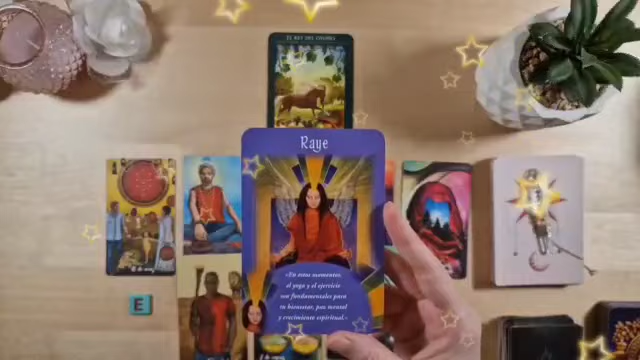 Raye
«En estos momentos,
el yoga y el ejercicio
son fundamentales para
tu bienestar, paz mental
y crecimiento espiritual.»
E